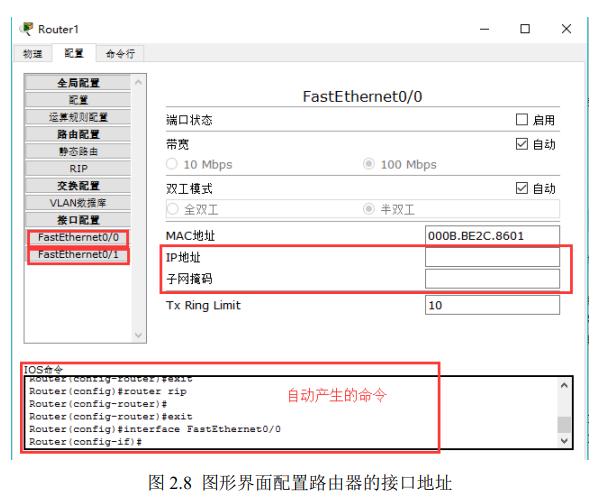 Router1
物理 配置 命令行
全局配置
配置
运算规则配置
路由配置
静态路由
RIP
交换配置
VLAN数据库
接口配置
FastEthernet0/0
FastEthernet0/1
FastEthernet0/0
端口状态 启用
带宽 自动
10 Mbps 100 Mbps
双工模式 自动
全双工 半双工
MAC地址 000B.BE2C.8601
IP地址
子网掩码
Tx Ring Limit 10
IOS命令
Router(config-router)#exit
Router(config)#router rip
Router(config-router)#
Router(config-router)#exit
Router(config)#interface FastEthernet0/0
Router(config-if)#
自动产生的命令
图 2.8 图形界面配置路由器的接口地址